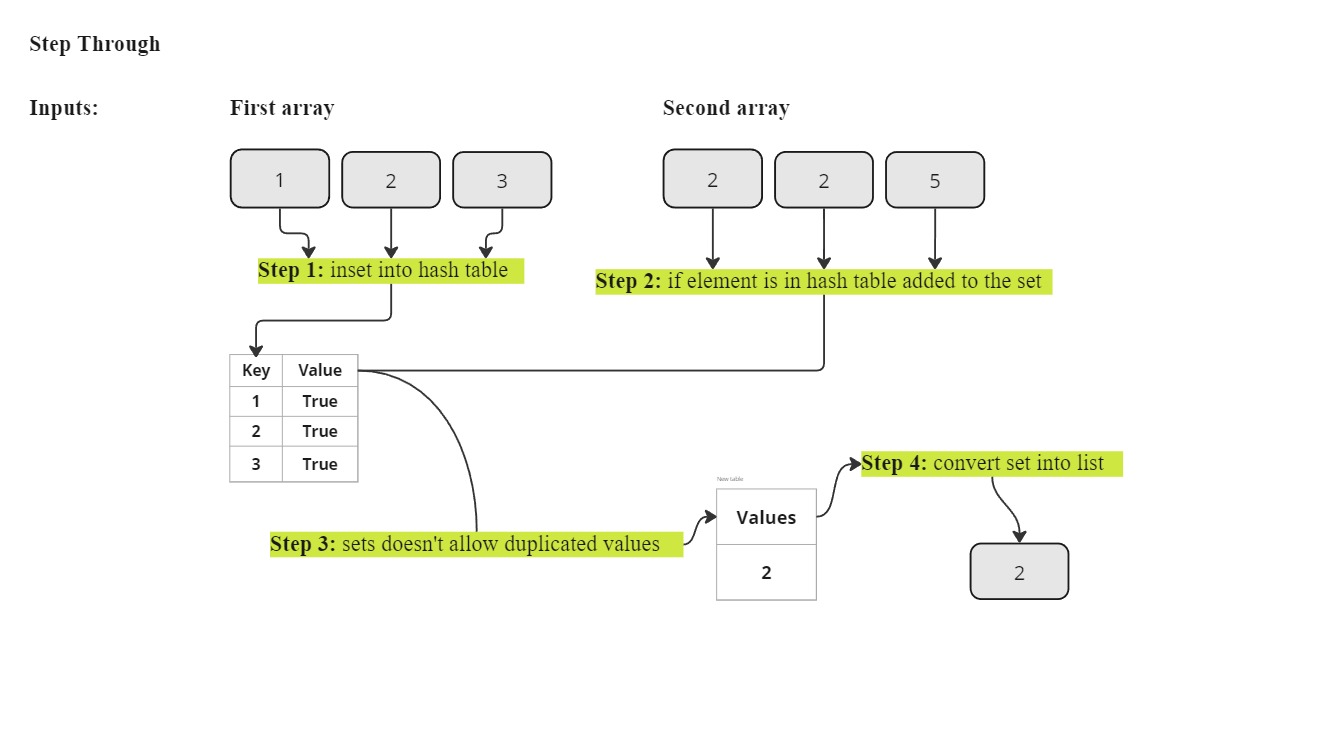 Step Through
Inputs: First array Second array
1 2 3 2 2 5
Step 1: inset into hash table
Step 2: if element is in hash table added to the set
Key Value
1 True
2 True
3 True
Step 4: convert set into list
New table
Values
Step 3: sets doesn't allow duplicated values
2
2